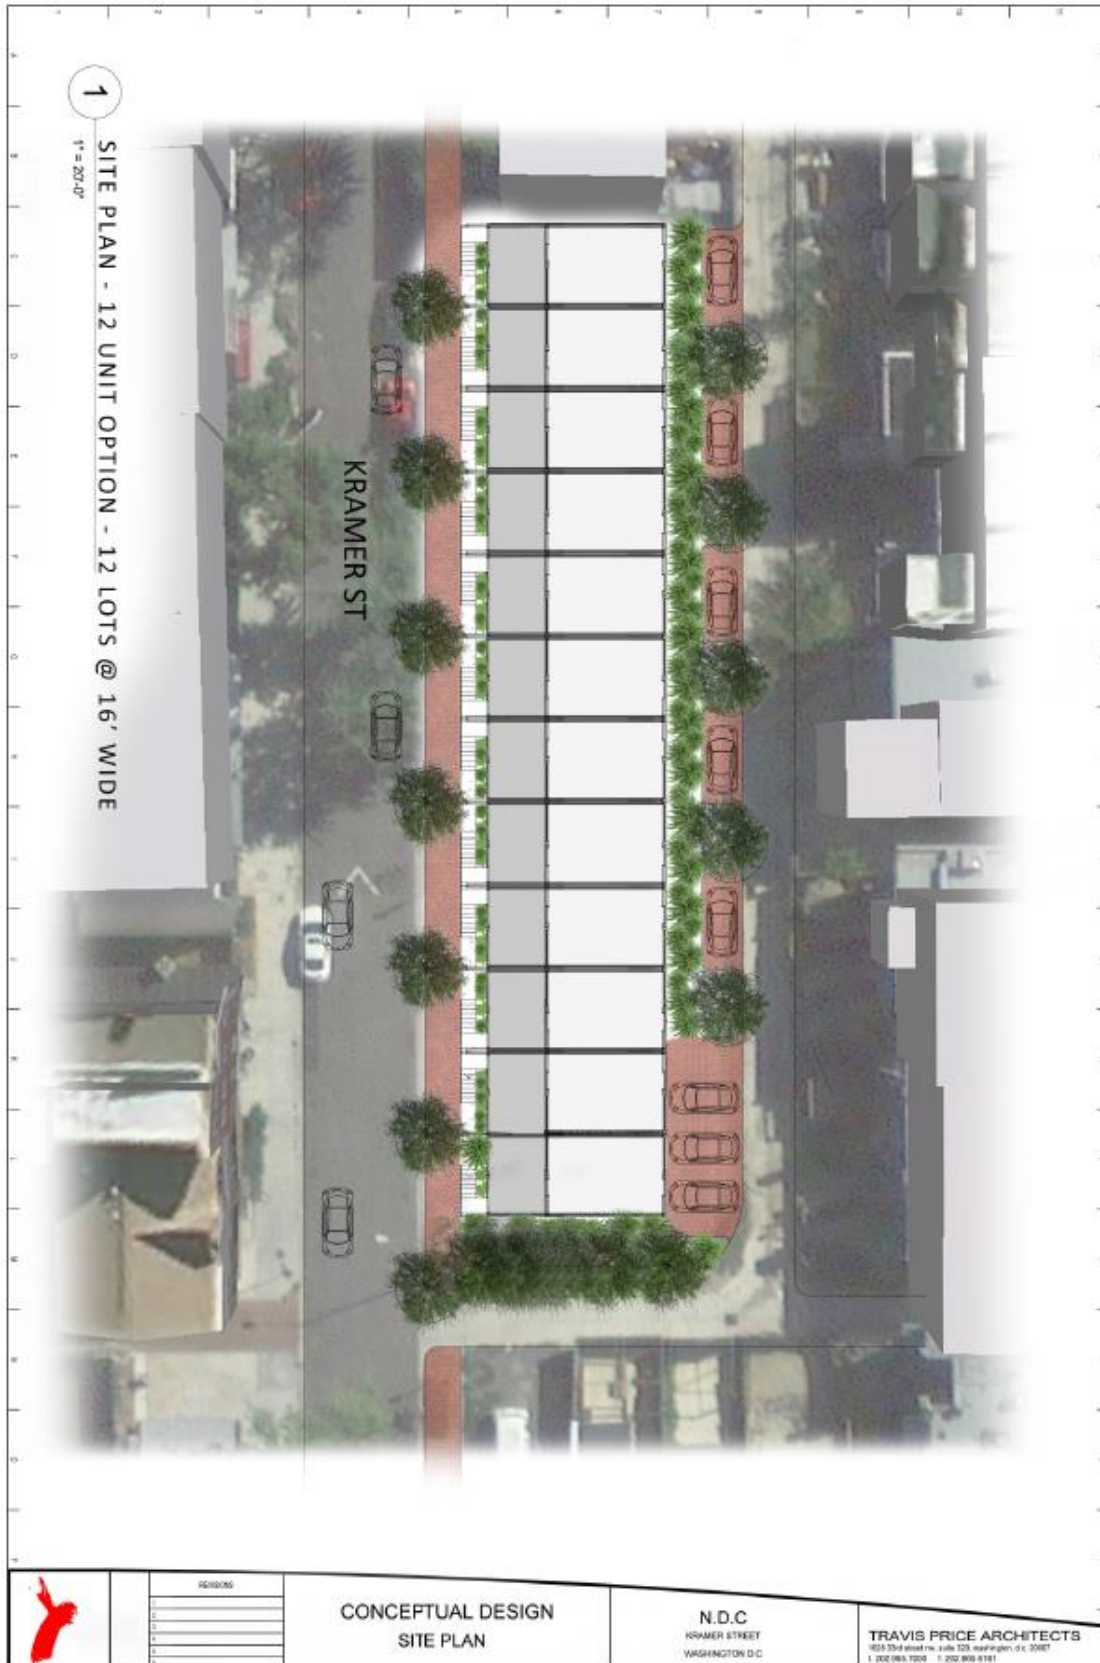 1
SITE PLAN - 12 UNIT OPTION - 12 LOTS @ 16' WIDE
1" = 20'-0"
KRAMER ST
REVISIONS
CONCEPTUAL DESIGN
SITE PLAN
N.D.C
KRAMER STREET
WASHINGTON D C
TRAVIS PRICE ARCHITECTS